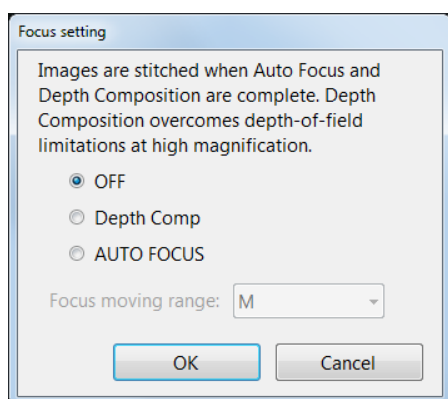 Focus setting
Images are stitched when Auto Focus and
Depth Composition are complete. Depth
Composition overcomes depth-of-field
limitations at high magnification.
OFF
Depth Comp
AUTO FOCUS
Focus moving range: M
OK Cancel